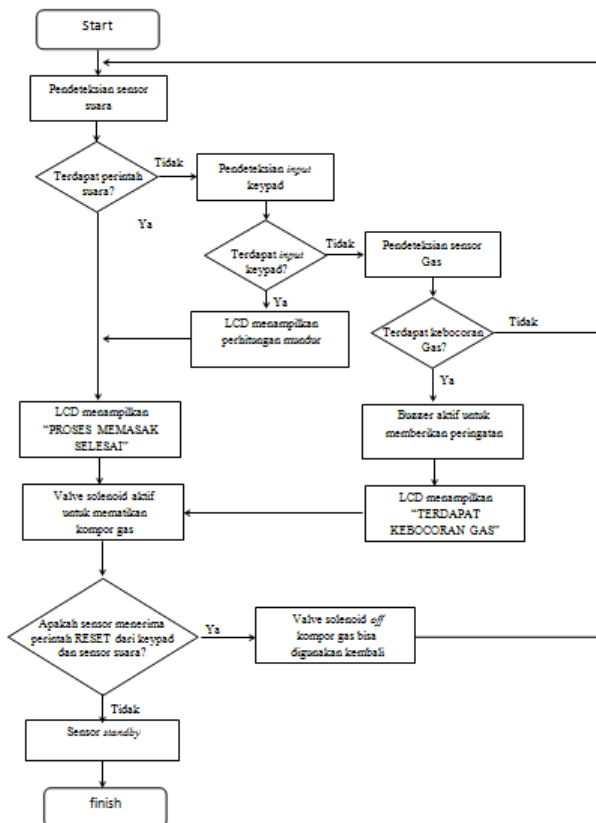 Start
Pendeteksian sensor
suara
Terdapat perintah
suara?
Tidak
Ya
Pendeteksian input
keypad
Terdapat input
keypad?
Tidak
Ya
Pendeteksian sensor
Gas
LCD menampilkan
perhitungan mundur
Terdapat kebocoran
Gas?
Tidak
Ya
LCD menampilkan
“PROSES MEMASAK
SELESAI”
Buzzer aktif untuk
memberikan peringatan
Valve solenoid aktif
untuk mematikan
kompor gas
LCD menampilkan
“TERDAPAT
KEBOCORAN GAS”
Apakah sensor menerima
perintah RESET dari keypad
dan sensor suara?
Ya
Valve solenoid off
kompor gas bisa
digunakan kembali
Tidak
Sensor standby
finish